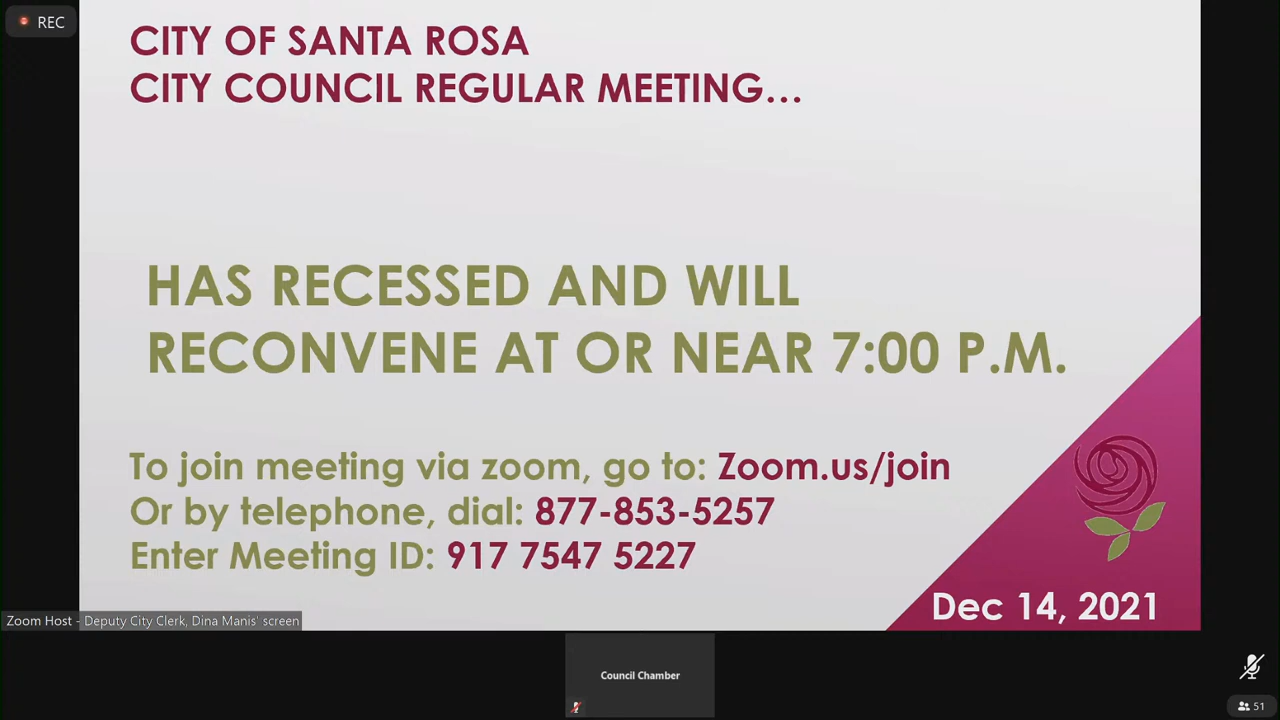 REC
CITY OF SANTA ROSA
CITY COUNCIL REGULAR MEETING...
HAS RECESSED AND WILL
RECONVENE AT OR NEAR 7:00 P.M.
To join meeting via zoom, go to: Zoom.us/join
Or by telephone, dial: 877-853-5257
Enter Meeting ID: 917 7547 5227
Dec 14, 2021
Zoom Host - Deputy City Clerk, Dina Manis' screen
Council Chamber
51